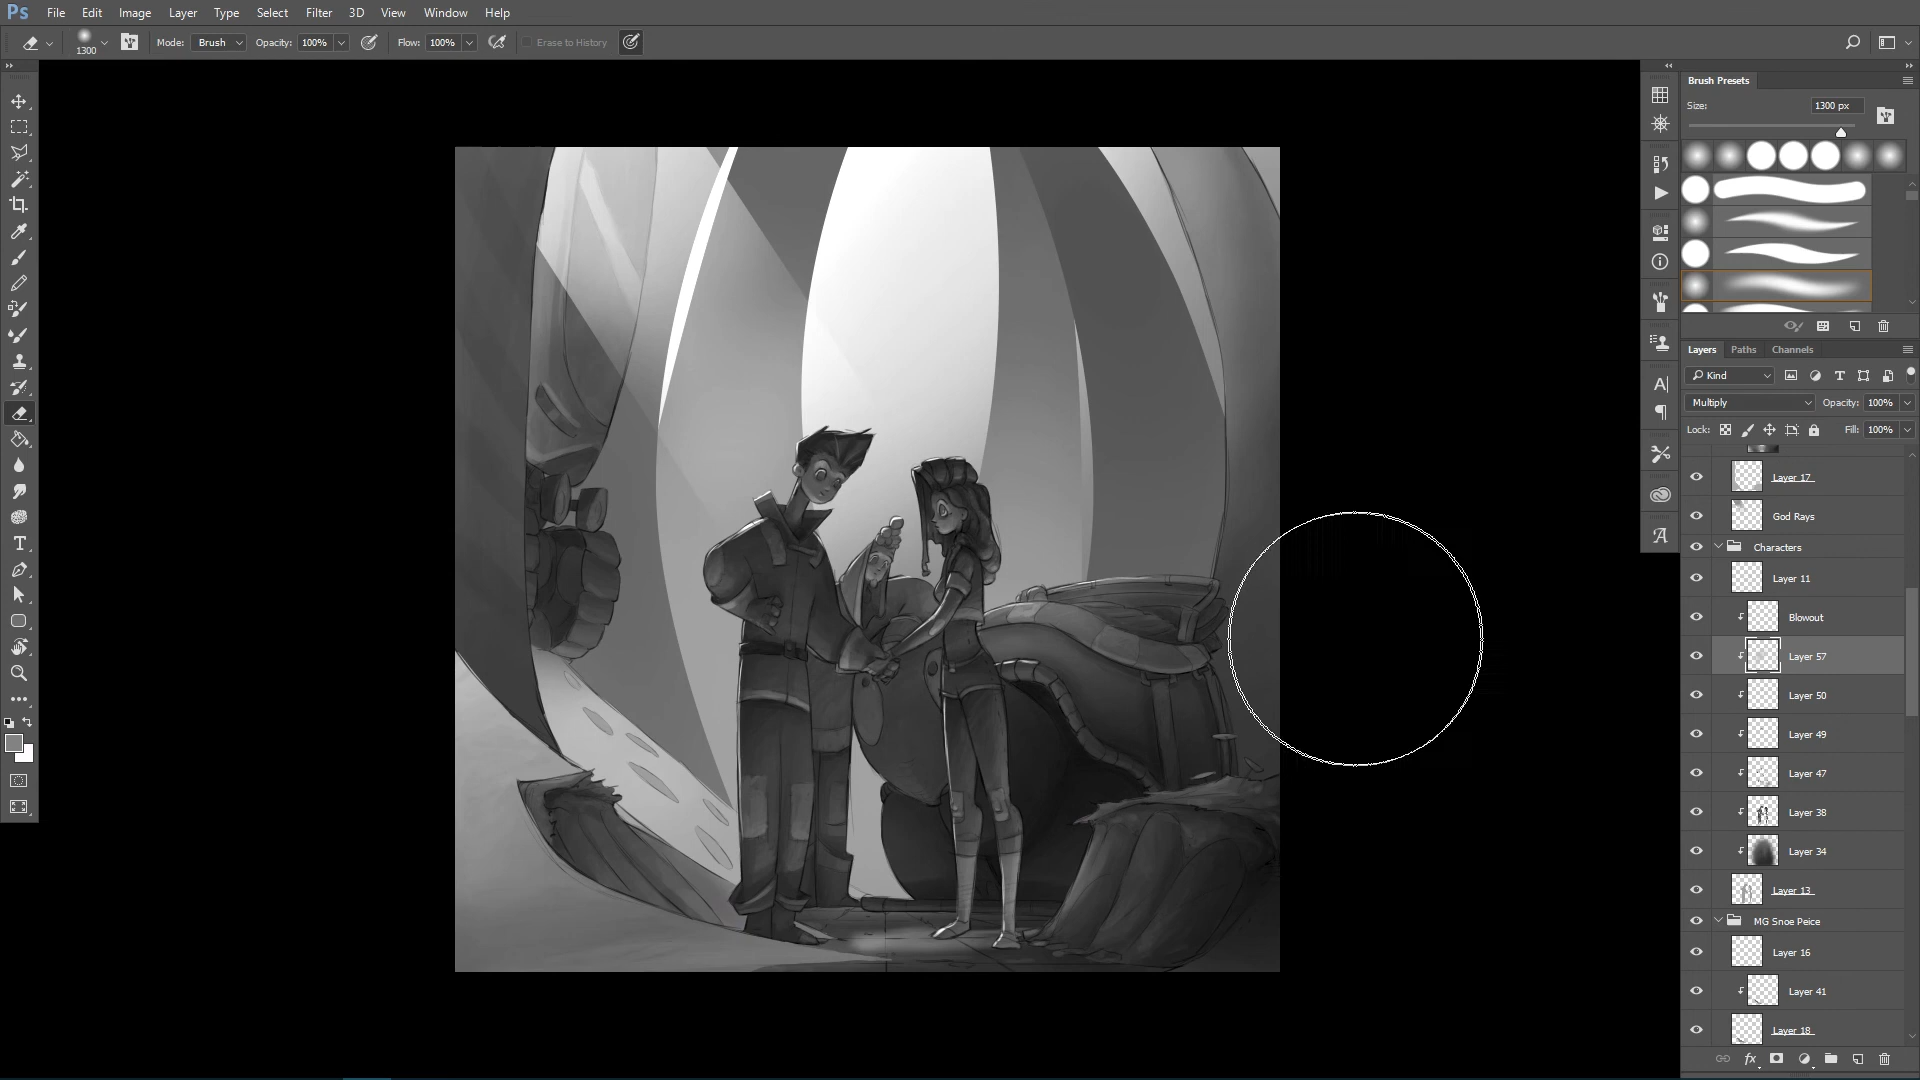 Ps File Edit Image Layer Type Select Filter 3D View Window Help
1300 Mode: Brush Opacity: 100% Flow: 100% Erase to History
Brush Presets
Size: 1300 px
Layers Paths Channels
Kind
Multiply Opacity: 100%
Lock: Fill: 100%
Layer 17
God Rays
Characters
Layer 11
Blowout
Layer 57
Layer 50
Layer 49
Layer 47
Layer 38
Layer 34
Layer 13
MG Snoe Peice
Layer 16
Layer 41
Layer 18
fx